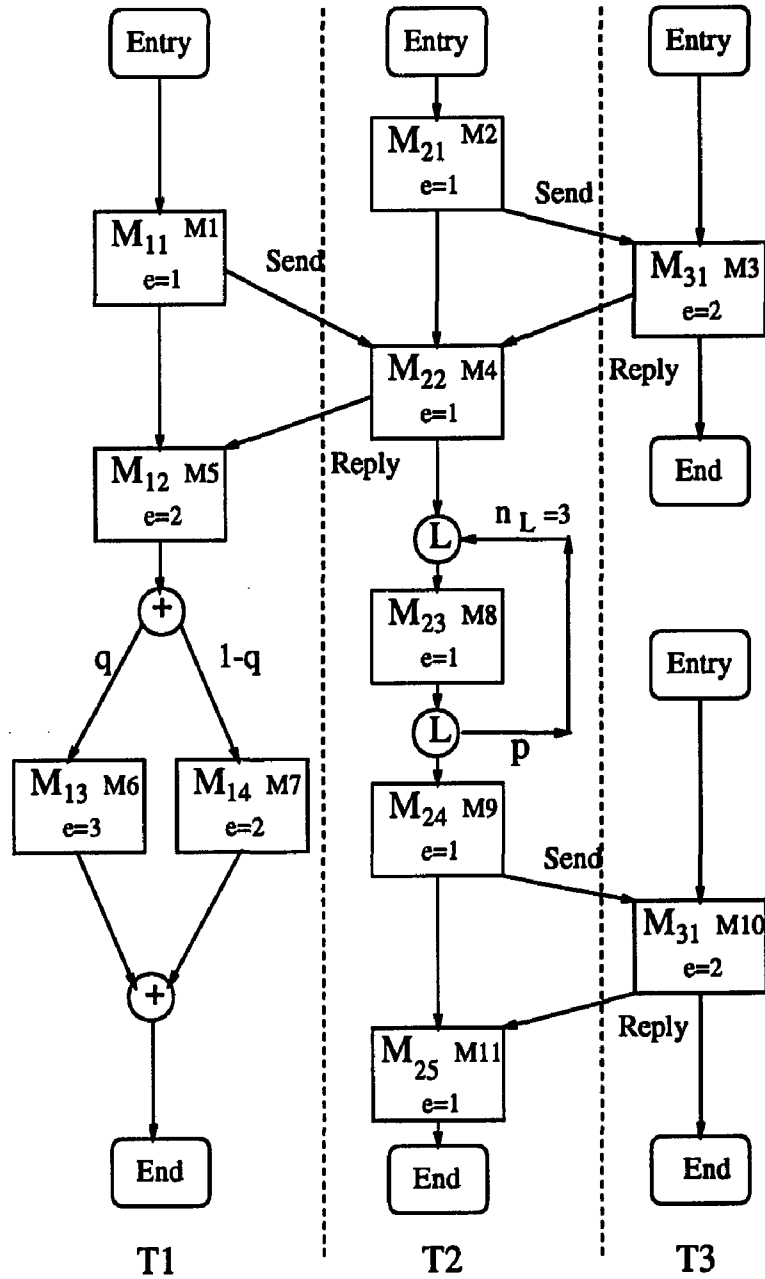 Entry
Entry
Entry
M21 M2
e=1
Send
M11 M1
e=1
Send
M31 M3
e=2
M22 M4
e=1
Reply
M12 M5
e=2
Reply
End
nL=3
L
+
M23 M8
e=1
q
1-q
Entry
L
p
M13 M6
e=3
M14 M7
e=2
M24 M9
e=1
Send
M31 M10
e=2
+
Reply
M25 M11
e=1
End
End
End
T1
T2
T3